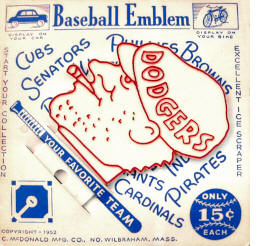 Baseball Emblem
DISPLAY ON
YOUR CAR
DISPLAY ON
YOUR BIKE
CUBS
SENATORS
BROWNS
DODGERS
START YOUR COLLECTION
EXCELLENT ICE SCRAPER
PIRATES
CARDINALS
YOUR FAVORITE TEAM
ONLY
15¢
EACH
COPYRIGHT - 1952
C. MCDONALD MFG. CO., NO. WILBRAHAM, MASS.